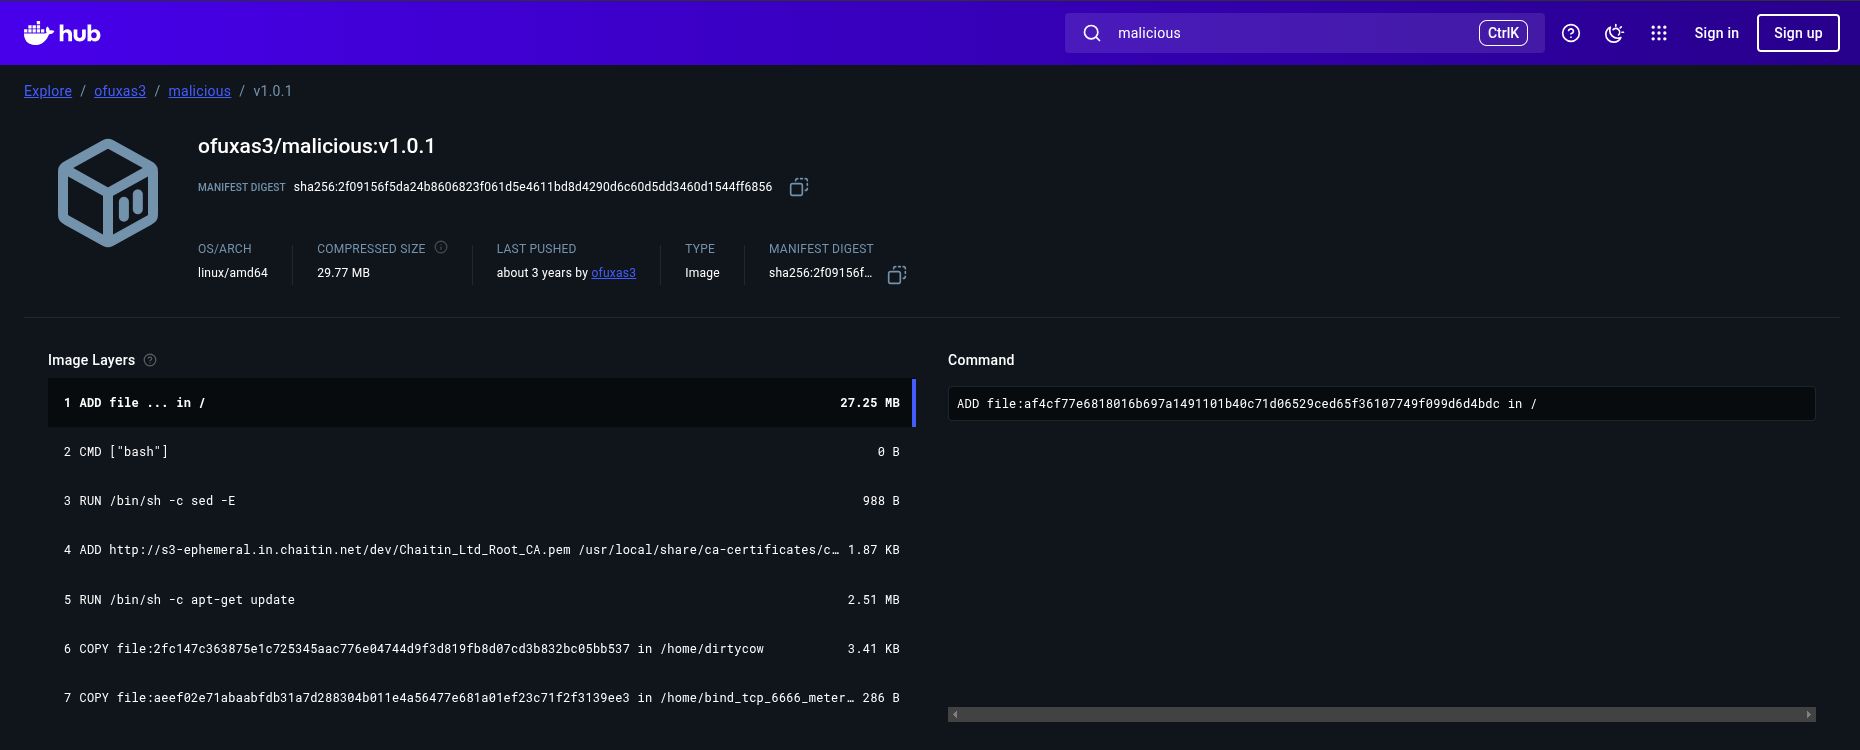 hub
malicious
CtrlK
Sign in
Sign up
Explore / ofuxas3 / malicious / v1.0.1
ofuxas3/malicious:v1.0.1
MANIFEST DIGEST sha256:2f09156f5da24b8606823f061d5e4611bd8d4290d6c60d5dd3460d1544ff6856
OS/ARCH
linux/amd64
COMPRESSED SIZE
29.77 MB
LAST PUSHED
about 3 years by ofuxas3
TYPE
Image
MANIFEST DIGEST
sha256:2f09156f…
Image Layers
1 ADD file ... in / 27.25 MB
2 CMD ["bash"] 0 B
3 RUN /bin/sh -c sed -E 988 B
4 ADD http://s3-ephemeral.in.chaitin.net/dev/Chaitin_Ltd_Root_CA.pem /usr/local/share/ca-certificates/c… 1.87 KB
5 RUN /bin/sh -c apt-get update 2.51 MB
6 COPY file:2fc147c363875e1c725345aac776e04744d9f3d819fb8d07cd3b832bc05bb537 in /home/dirtycow 3.41 KB
7 COPY file:aeef02e71abaabfdb31a7d288304b011e4a56477e681a01ef23c71f2f3139ee3 in /home/bind_tcp_6666_meter… 286 B
Command
ADD file:af4cf77e6818016b697a1491101b40c71d06529ced65f36107749f099d6d4bdc in /